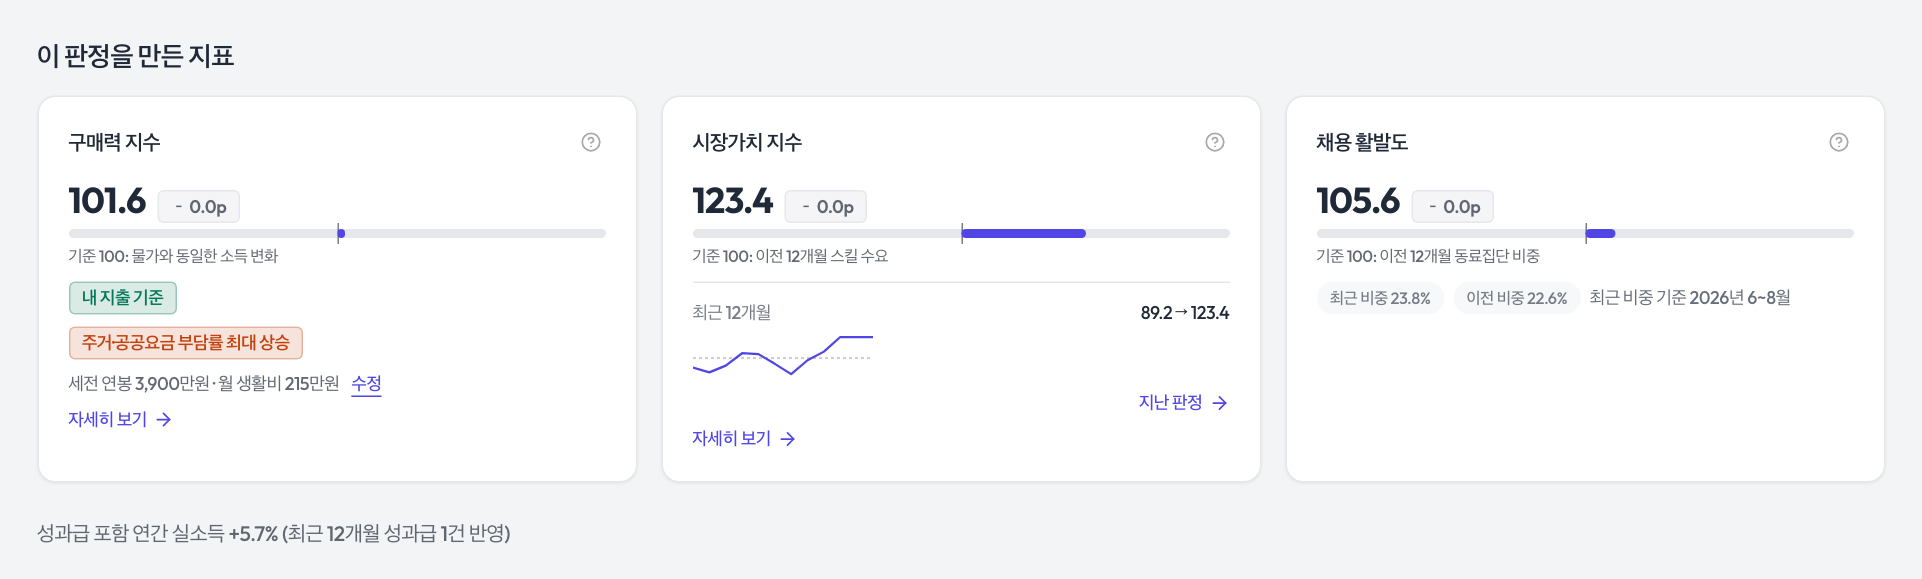 이 판정을 만든 지표
구매력 지수
101.6 - 0.0p
기준 100: 물가와 동일한 소득 변화
내 지출 기준
주거·공공요금 부담률 최대 상승
세전 연봉 3,900만원 · 월 생활비 215만원 수정
자세히 보기 →
시장가치 지수
123.4 - 0.0p
기준 100: 이전 12개월 스킬 수요
최근 12개월 89.2→123.4
지난 판정 →
자세히 보기 →
채용 활발도
105.6 - 0.0p
기준 100: 이전 12개월 동료집단 비중
최근 비중 23.8% 이전 비중 22.6% 최근 비중 기준 2026년 6~8월
성과급 포함 연간 실소득 +5.7% (최근 12개월 성과급 1건 반영)